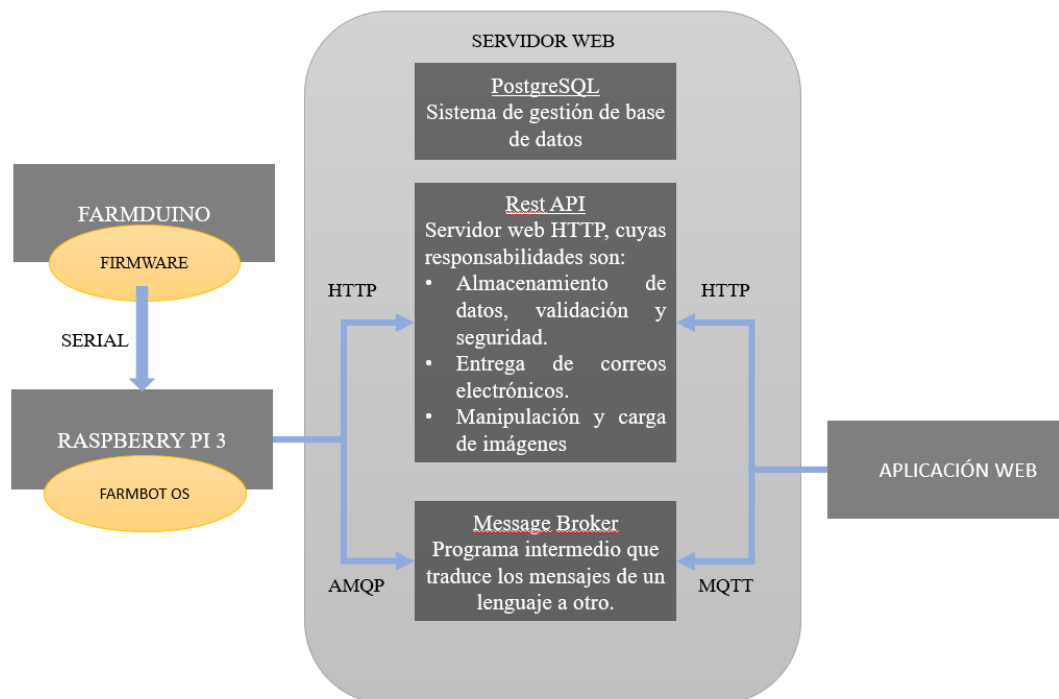 SERVIDOR WEB
PostgreSQL
Sistema de gestión de base
de datos
FARMDUINO
FIRMWARE
SERIAL
RASPBERRY PI 3
FARMBOT OS
HTTP
AMQP
Rest API
Servidor web HTTP, cuyas
responsabilidades son:
• Almacenamiento de
datos, validación y
seguridad.
• Entrega de correos
electrónicos.
• Manipulación y carga
de imágenes
Message Broker
Programa intermedio que
traduce los mensajes de un
lenguaje a otro.
HTTP
MQTT
APLICACIÓN WEB